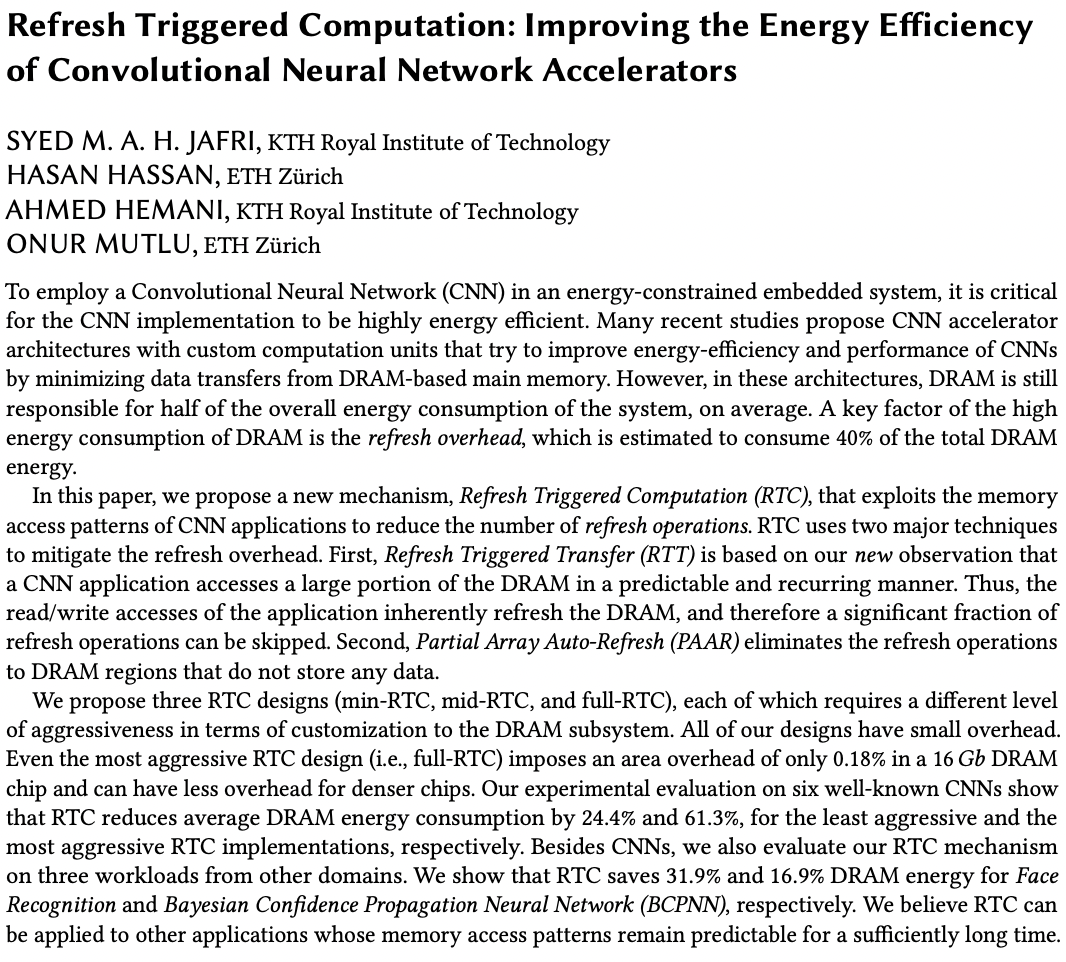 Refresh Triggered Computation: Improving the Energy Efficiency
of Convolutional Neural Network Accelerators
SYED M. A. H. JAFRI, KTH Royal Institute of Technology
HASAN HASSAN, ETH Zürich
AHMED HEMANI, KTH Royal Institute of Technology
ONUR MUTLU, ETH Zürich
To employ a Convolutional Neural Network (CNN) in an energy-constrained embedded system, it is critical
for the CNN implementation to be highly energy efficient. Many recent studies propose CNN accelerator
architectures with custom computation units that try to improve energy-efficiency and performance of CNNs
by minimizing data transfers from DRAM-based main memory. However, in these architectures, DRAM is still
responsible for half of the overall energy consumption of the system, on average. A key factor of the high
energy consumption of DRAM is the refresh overhead, which is estimated to consume 40% of the total DRAM
energy.
In this paper, we propose a new mechanism, Refresh Triggered Computation (RTC), that exploits the memory
access patterns of CNN applications to reduce the number of refresh operations. RTC uses two major techniques
to mitigate the refresh overhead. First, Refresh Triggered Transfer (RTT) is based on our new observation that
a CNN application accesses a large portion of the DRAM in a predictable and recurring manner. Thus, the
read/write accesses of the application inherently refresh the DRAM, and therefore a significant fraction of
refresh operations can be skipped. Second, Partial Array Auto-Refresh (PAAR) eliminates the refresh operations
to DRAM regions that do not store any data.
We propose three RTC designs (min-RTC, mid-RTC, and full-RTC), each of which requires a different level
of aggressiveness in terms of customization to the DRAM subsystem. All of our designs have small overhead.
Even the most aggressive RTC design (i.e., full-RTC) imposes an area overhead of only 0.18% in a 16 Gb DRAM
chip and can have less overhead for denser chips. Our experimental evaluation on six well-known CNNs show
that RTC reduces average DRAM energy consumption by 24.4% and 61.3%, for the least aggressive and the
most aggressive RTC implementations, respectively. Besides CNNs, we also evaluate our RTC mechanism
on three workloads from other domains. We show that RTC saves 31.9% and 16.9% DRAM energy for Face
Recognition and Bayesian Confidence Propagation Neural Network (BCPNN), respectively. We believe RTC can
be applied to other applications whose memory access patterns remain predictable for a sufficiently long time.